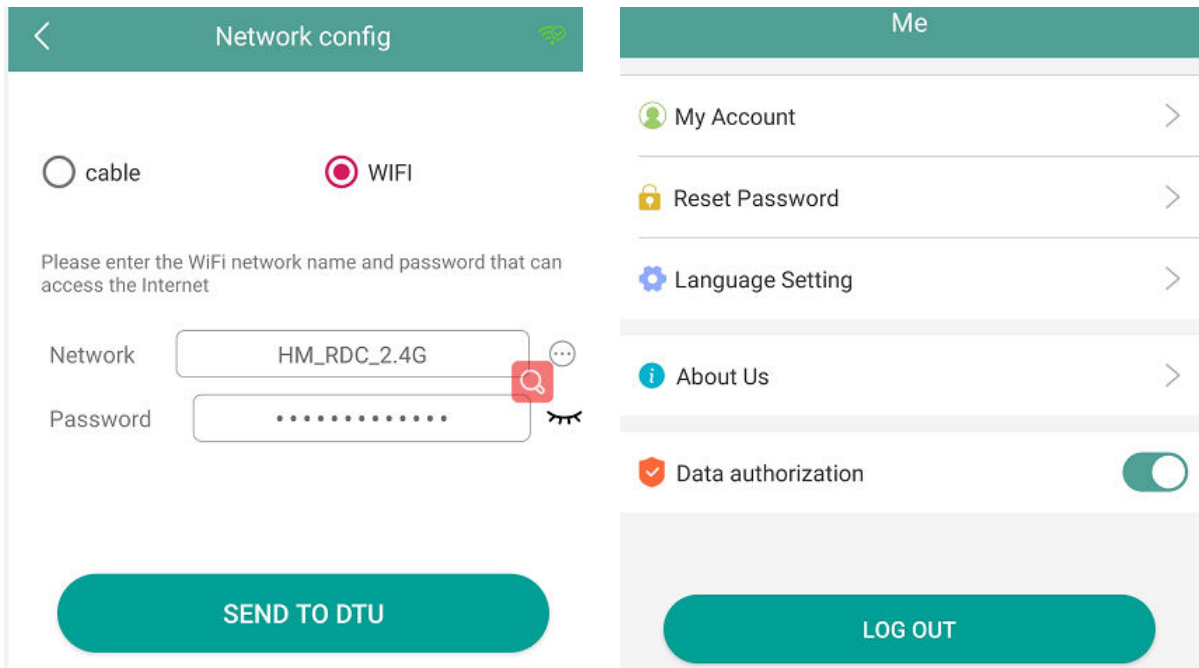 Network config
cable
WIFI
Please enter the WiFi network name and password that can
access the Internet
Network
HM_RDC_2.4G
Password
•••••••••••••
SEND TO DTU
Me
My Account
Reset Password
Language Setting
About Us
Data authorization
LOG OUT